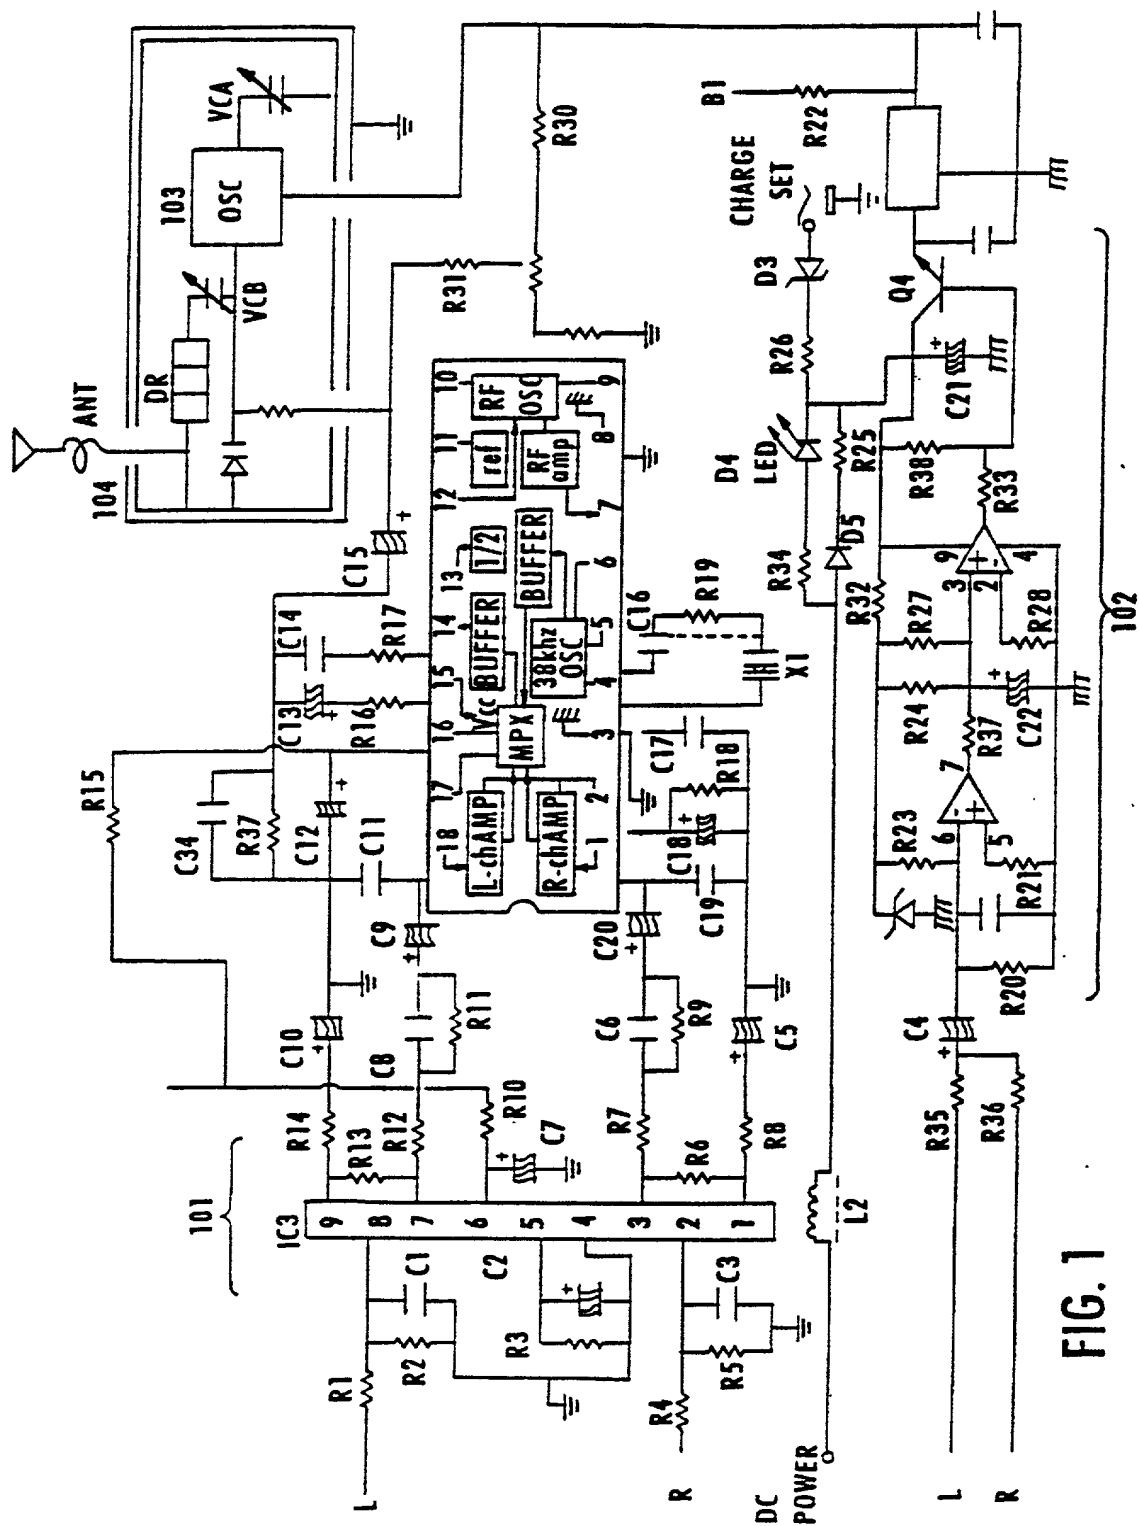 ANT
104
DR
VCB
103
OSC
VCA
C15
R31
R30
B1
R22
CHARGE
SET
D3
R26
D4
LED
R34
D5
R25
C21
Q4
R38
R33
R32
R27
R28
R24
R37
C22
R23
R21
R20
C4
R35
R36
9
3
2
4
7
6
5
102
R15
C34
R37
C12
C11
C13
C14
R16
R17
C9
18
17
16
15
14
13
12
11
10
L-chAMP
R-chAMP
MPX
Vcc
BUFFER
BUFFER
1/2
38khz
OSC
ref
RF
OSC
RF
amp
1
2
3
4
5
6
7
8
9
C16
R19
X1
C17
R18
C18
C19
C20
C10
C8
R11
C6
R9
C5
R14
R13
R12
R10
C7
R7
R6
R8
101
IC3
9
8
7
6
5
4
3
2
1
C1
R2
R1
C2
R3
C3
R5
R4
L2
L
R
DC
POWER
L
R
FIG. 1